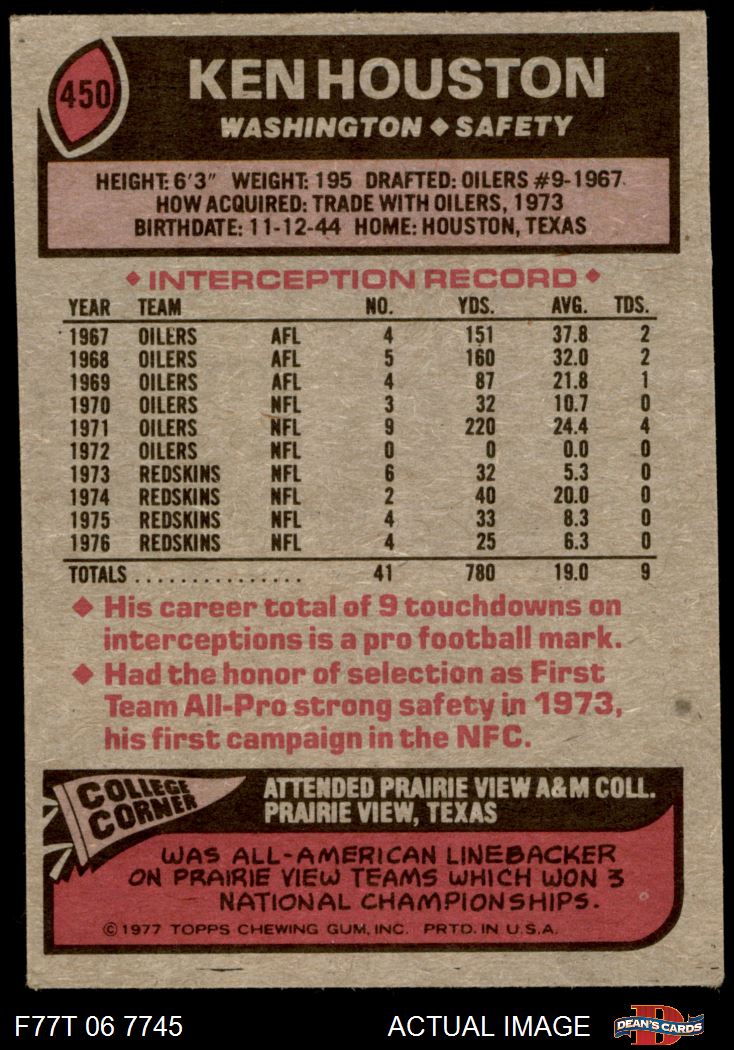 450
KEN HOUSTON
WASHINGTON ◆ SAFETY
HEIGHT: 6'3" WEIGHT: 195 DRAFTED: OILERS #9-1967
HOW ACQUIRED: TRADE WITH OILERS, 1973
BIRTHDATE: 11-12-44 HOME: HOUSTON, TEXAS
◆ INTERCEPTION RECORD ◆
YEAR TEAM NO. YDS. AVG. TDS.
1967 OILERS AFL 4 151 37.8 2
1968 OILERS AFL 5 160 32.0 2
1969 OILERS AFL 4 87 21.8 1
1970 OILERS NFL 3 32 10.7 0
1971 OILERS NFL 9 220 24.4 4
1972 OILERS NFL 0 0 0.0 0
1973 REDSKINS NFL 6 32 5.3 0
1974 REDSKINS NFL 2 40 20.0 0
1975 REDSKINS NFL 4 33 8.3 0
1976 REDSKINS NFL 4 25 6.3 0
TOTALS................ 41 780 19.0 9
◆ His career total of 9 touchdowns on
interceptions is a pro football mark.
◆ Had the honor of selection as First
Team All-Pro strong safety in 1973,
his first campaign in the NFC.
COLLEGE
CORNER
ATTENDED PRAIRIE VIEW A&M COLL.
PRAIRIE VIEW, TEXAS
WAS ALL-AMERICAN LINEBACKER
ON PRAIRIE VIEW TEAMS WHICH WON 3
NATIONAL CHAMPIONSHIPS.
©1977 TOPPS CHEWING GUM, INC. PRTD. IN U.S.A.
F77T 06 7745 ACTUAL IMAGE
D
DEAN'S CARDS